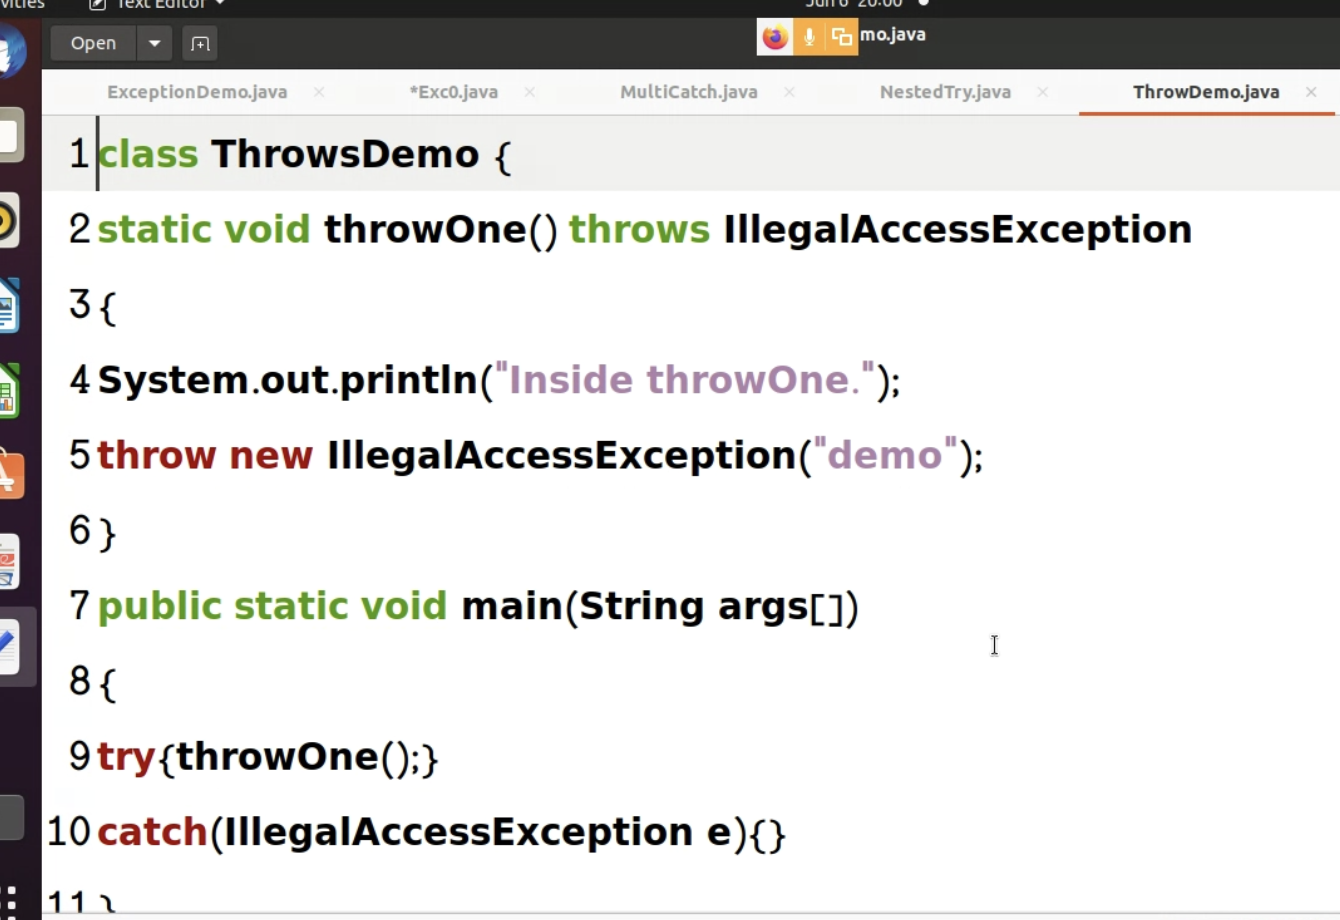 Text Editor
Jun 6 20:00
Open
mo.java
ExceptionDemo.java
*Exc0.java
MultiCatch.java
NestedTry.java
ThrowDemo.java
1 class ThrowsDemo {
2 static void throwOne() throws IllegalAccessException
3 {
4 System.out.println("Inside throwOne.");
5 throw new IllegalAccessException("demo");
6 }
7 public static void main(String args[])
8 {
9 try{throwOne();}
10 catch(IllegalAccessException e){}
11 }